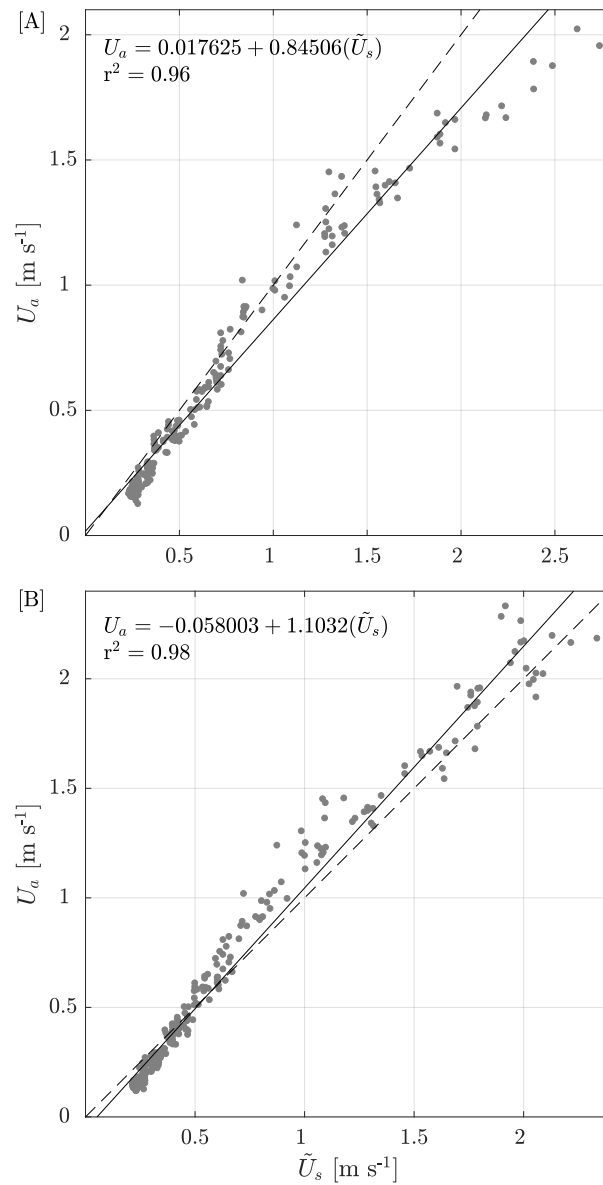 [A]
U_a = 0.017625 + 0.84506(Ũ_s)
r² = 0.96
2
1.5
1
0.5
0
U_a [m s⁻¹]
0.5 1 1.5 2 2.5
[B]
U_a = −0.058003 + 1.1032(Ũ_s)
r² = 0.98
2
1.5
1
0.5
0
U_a [m s⁻¹]
0.5 1 1.5 2
Ũ_s [m s⁻¹]